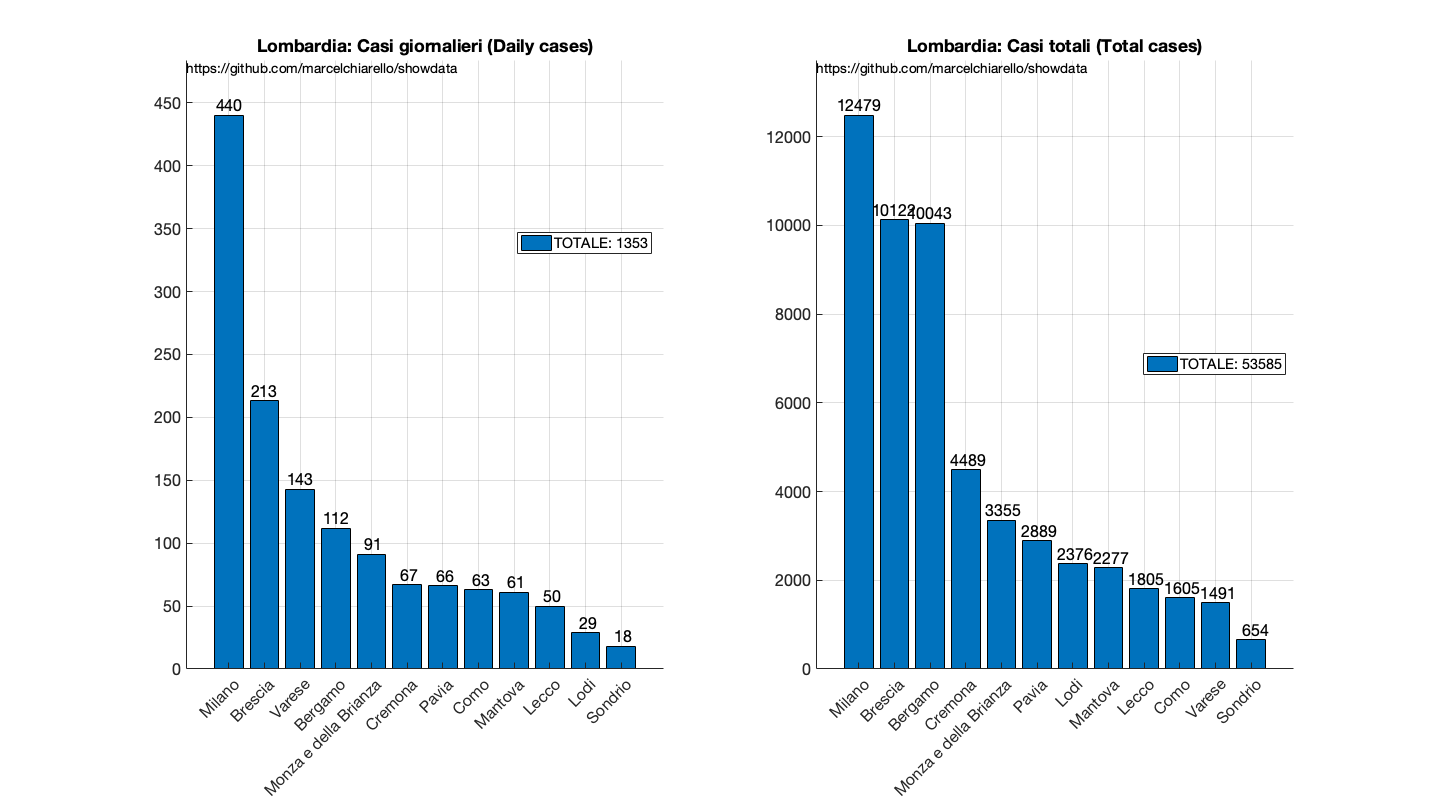 Lombardia: Casi giornalieri (Daily cases)
https://github.com/marcelchiarello/showdata
450
400
350
300
250
200
150
100
50
0
440
213
143
112
91
67
66
63
61
50
29
18
TOTALE: 1353
Milano
Brescia
Varese
Bergamo
Monza e della Brianza
Cremona
Pavia
Como
Mantova
Lecco
Lodi
Sondrio
Lombardia: Casi totali (Total cases)
https://github.com/marcelchiarello/showdata
12000
10000
8000
6000
4000
2000
0
12479
10122
10043
4489
3355
2889
2376
2277
1805
1605
1491
654
TOTALE: 53585
Milano
Brescia
Bergamo
Cremona
Monza e della Brianza
Pavia
Lodi
Mantova
Lecco
Como
Varese
Sondrio